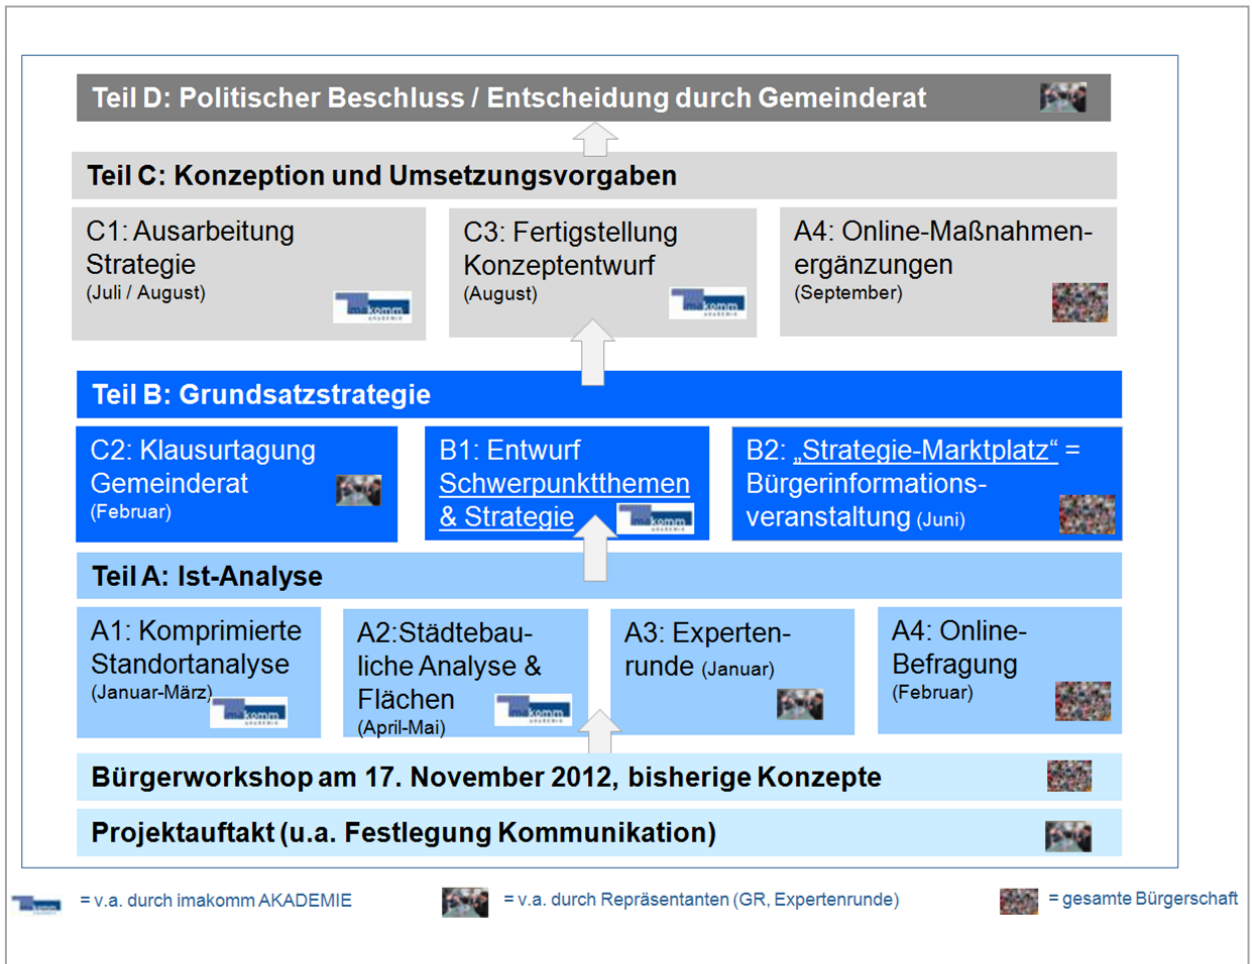 Teil D: Politischer Beschluss / Entscheidung durch Gemeinderat
Teil C: Konzeption und Umsetzungsvorgaben
C1: Ausarbeitung
Strategie
(Juli / August)
C3: Fertigstellung
Konzeptentwurf
(August)
A4: Online-Maßnahmen-
ergänzungen
(September)
Teil B: Grundsatzstrategie
C2: Klausurtagung
Gemeinderat
(Februar)
B1: Entwurf
Schwerpunktthemen
& Strategie
B2: „Strategie-Marktplatz“ =
Bürgerinformations-
veranstaltung (Juni)
Teil A: Ist-Analyse
A1: Komprimierte
Standortanalyse
(Januar-März)
A2:Städtebau-
liche Analyse &
Flächen
(April-Mai)
A3: Experten-
runde (Januar)
A4: Online-
Befragung
(Februar)
Bürgerworkshop am 17. November 2012, bisherige Konzepte
Projektauftakt (u.a. Festlegung Kommunikation)
= v.a. durch imakomm AKADEMIE
= v.a. durch Repräsentanten (GR, Expertenrunde)
= gesamte Bürgerschaft